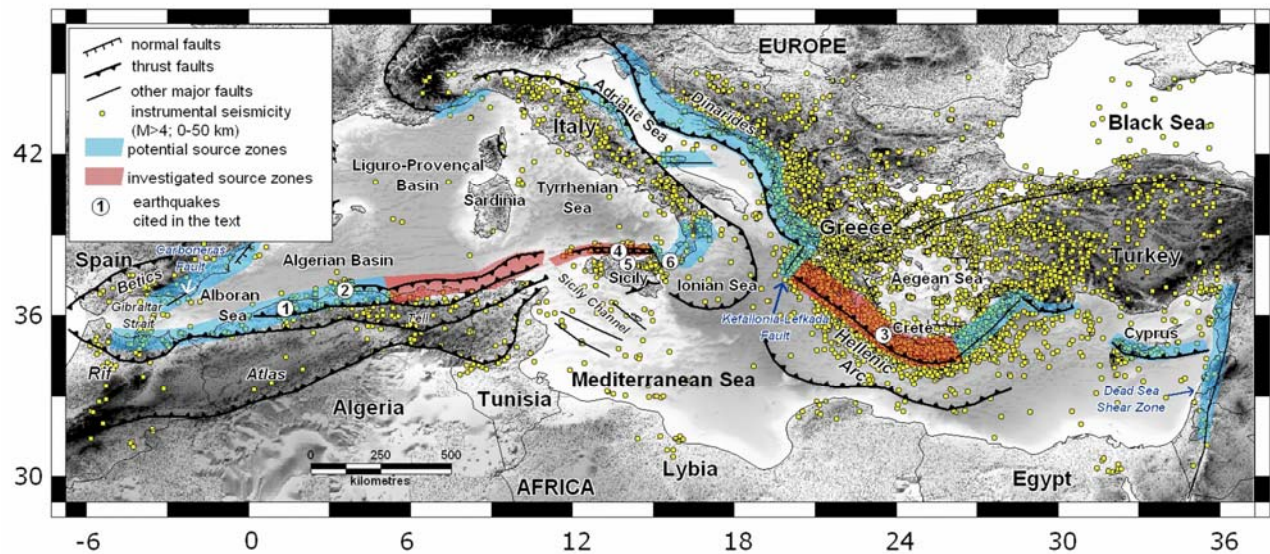 normal faults
thrust faults
other major faults
instrumental seismicity
(M>4; 0-50 km)
potential source zones
investigated source zones
1 earthquakes
cited in the text
EUROPE
Black Sea
Dinarides
Adriatic Sea
Italy
42
Liguro-Provençal
Basin
Sardinia
Tyrrhenian
Sea
Greece
Turkey
Aegean Sea
Spain
Carboneras
Fault
Betics
Algerian Basin
4
5
Sicily
6
Ionian Sea
Gibraltar
Strait
Alboran
Sea
1
2
Tell
Sicily Channel
Kefallonia-Lefkada
Fault
3
Crete
Hellenic
Arc
Cyprus
36
Rif
Atlas
Mediterranean Sea
Dead Sea
Shear Zone
Algeria
Tunisia
0 250 500
kilometres
Lybia
Egypt
30
AFRICA
-6 0 6 12 18 24 30 36